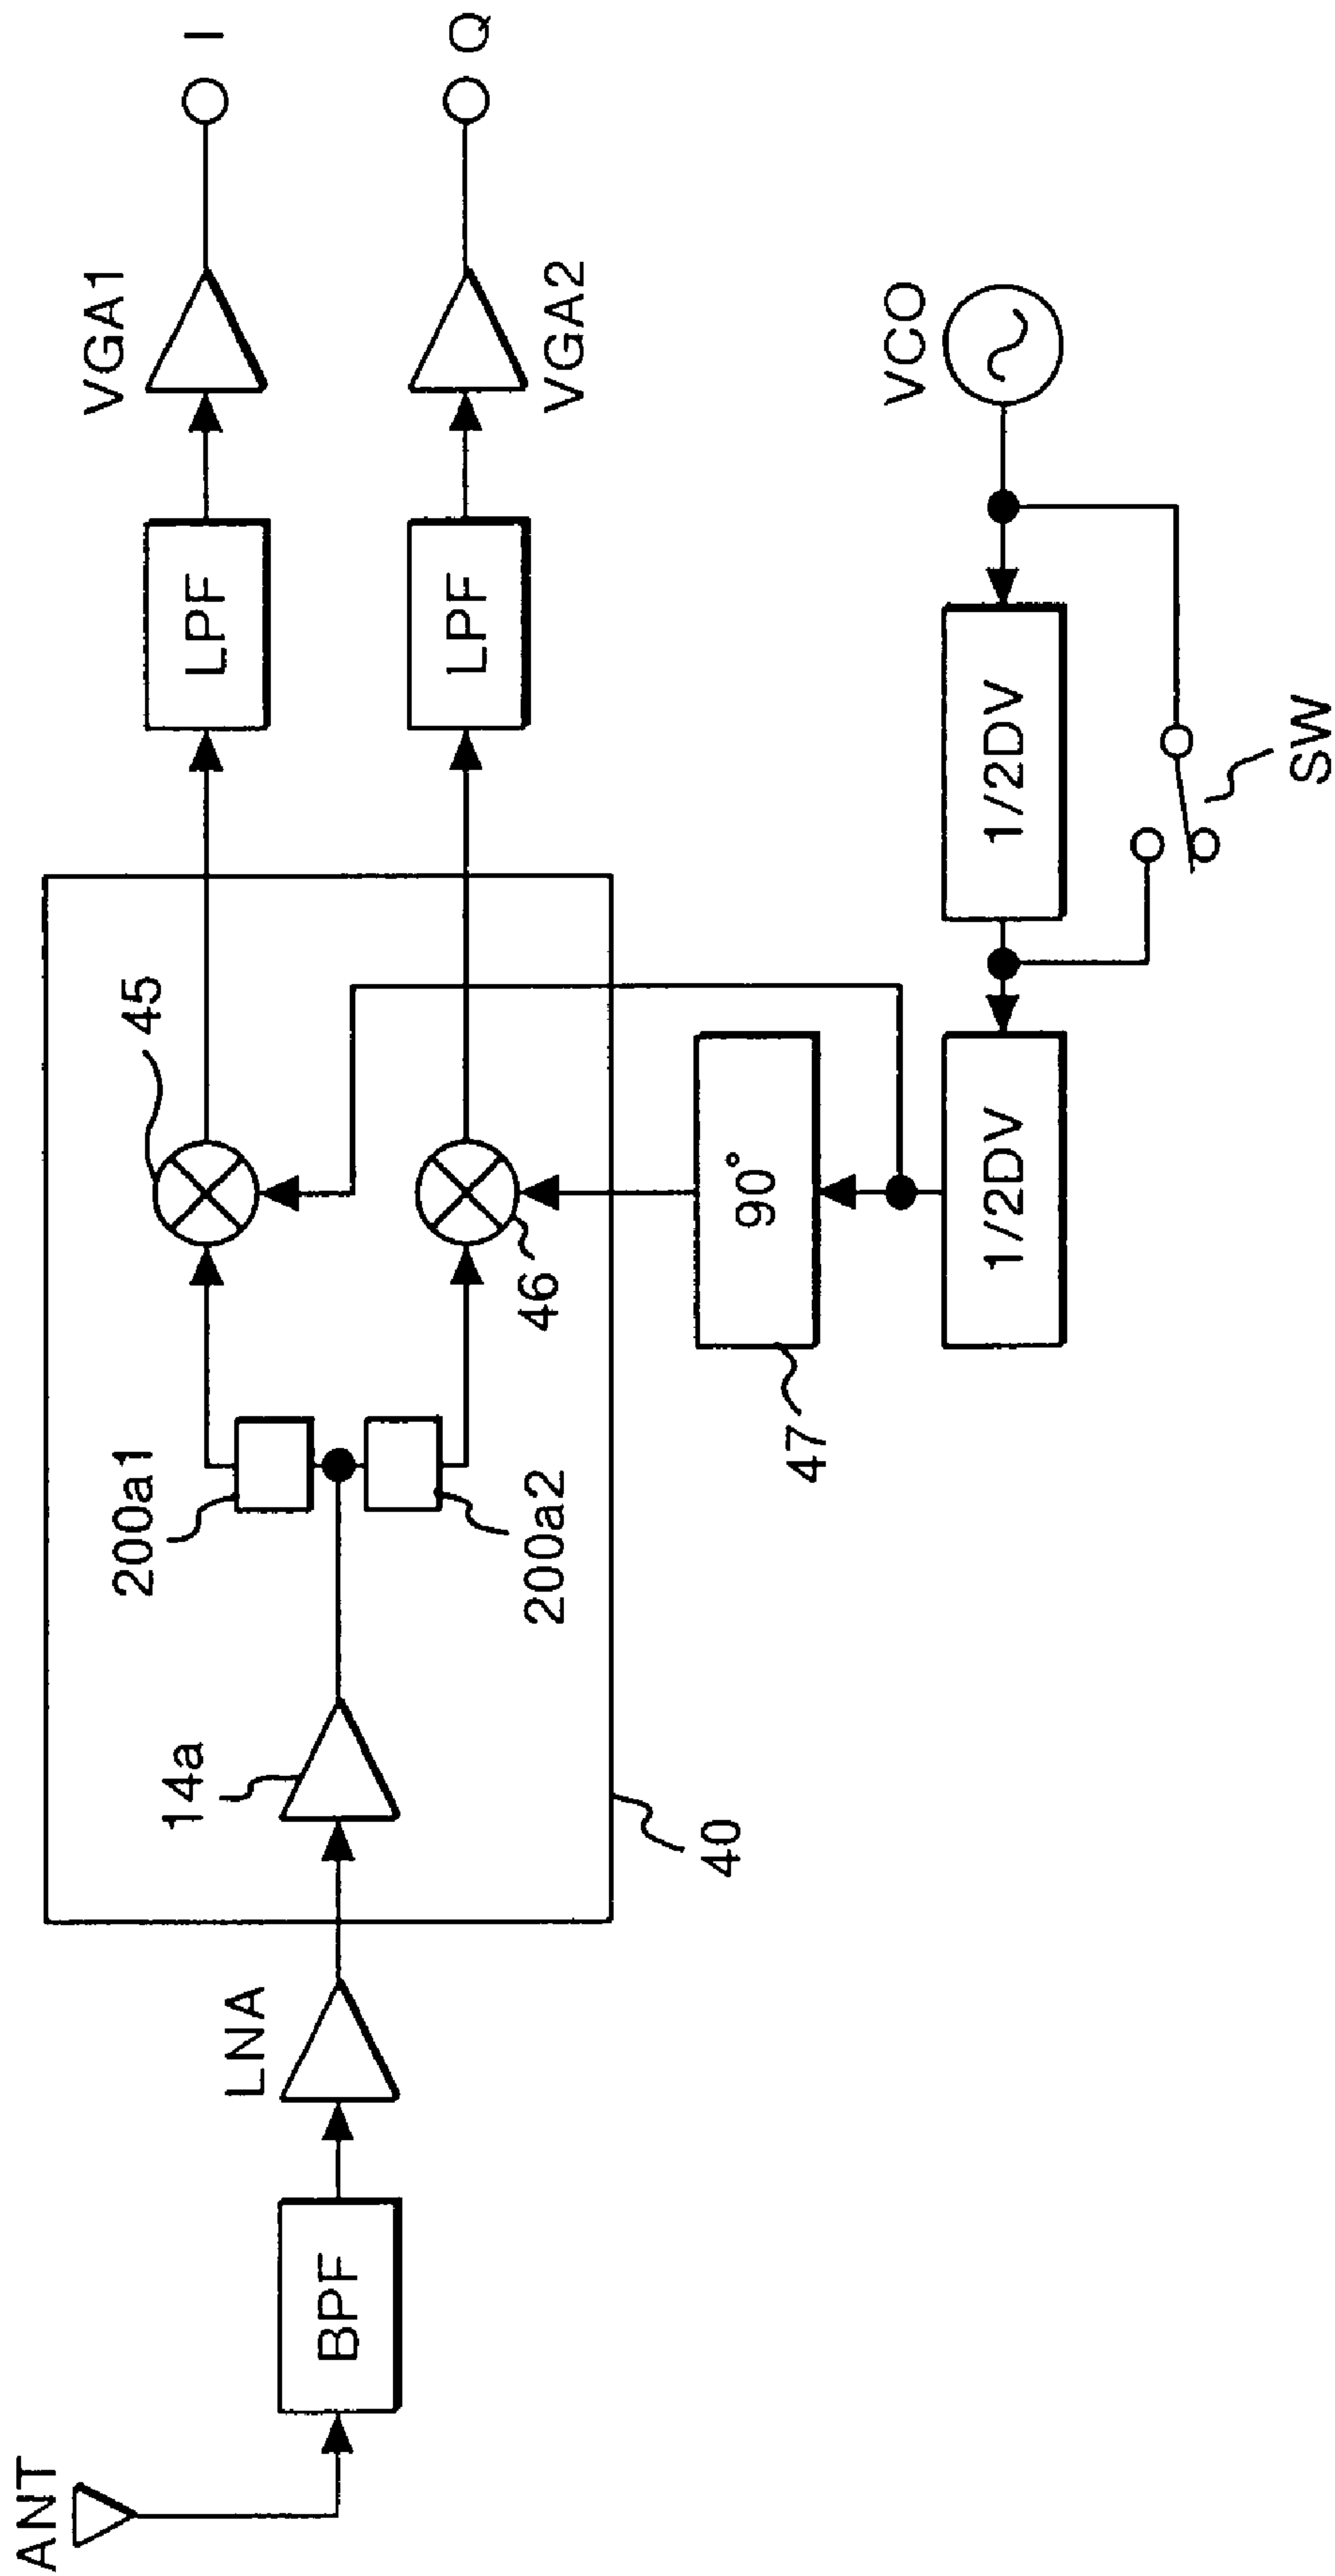 ANT
BPF
LNA
14a
200a1
200a2
45
46
40
LPF
LPF
VGA1
VGA2
I
Q
47
90°
1/2DV
1/2DV
VCO
SW